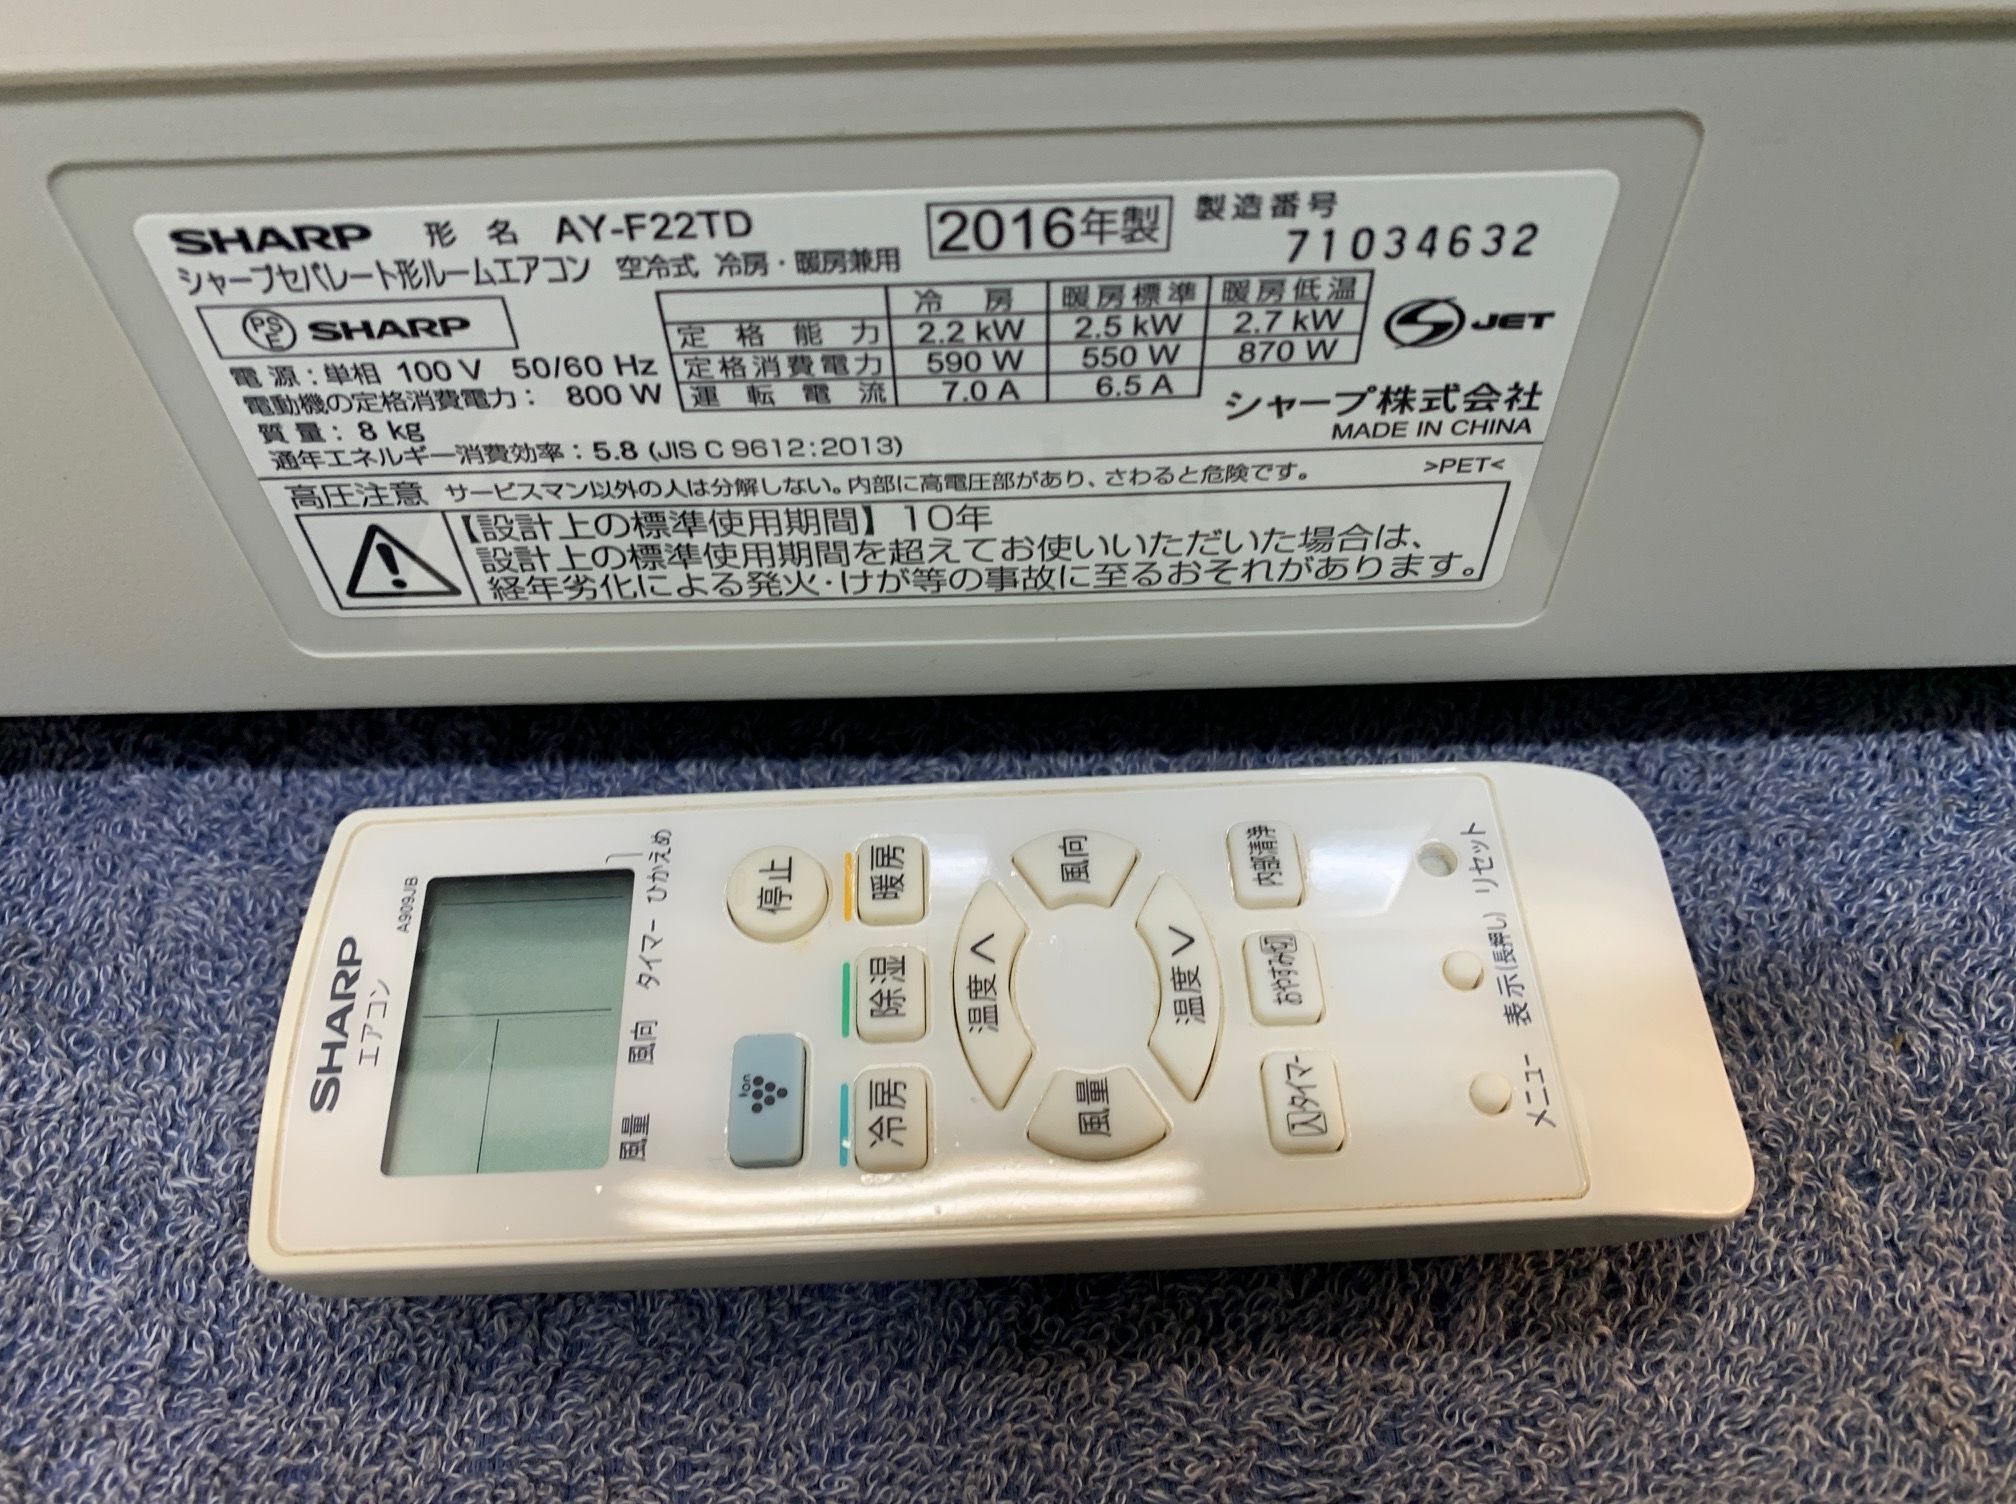 SHARP 形名 AY-F22TD 2016年製 製造番号 71034632
シャープセパレート形ルームエアコン 空冷式 冷房・暖房兼用
PSE SHARP
冷房 暖房標準 暖房低温
定格能力 2.2 kW 2.5 kW 2.7 kW
定格消費電力 590 W 550 W 870 W
運転電流 7.0 A 6.5 A
JET
電源:単相 100 V 50/60 Hz
電動機の定格消費電力: 800 W
質量: 8 kg
通年エネルギー消費効率:5.8 (JIS C 9612:2013)
シャープ株式会社
MADE IN CHINA
>PET<
高圧注意 サービスマン以外の人は分解しない。内部に高電圧部があり、さわると危険です。
【設計上の標準使用期間】10年
設計上の標準使用期間を超えてお使いいただいた場合は、
経年劣化による発火・けが等の事故に至るおそれがあります。
SHARP
エアコン
A909JB
風量 風向 タイマー ひかえめ
Ion
停止
冷房 除湿 暖房
温度
風量 風向
温度
入タイマー おやすみ切 内部清浄
メニュー 表示(長押し) リセット